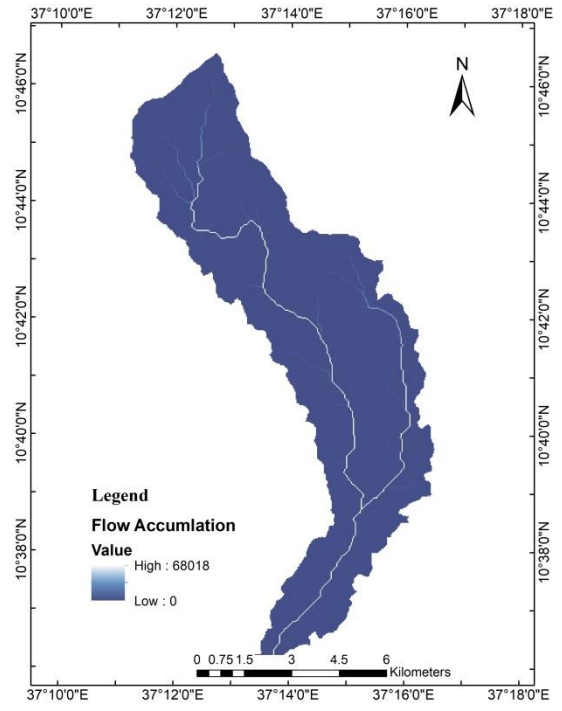 37°10'0"E 37°12'0"E 37°14'0"E 37°16'0"E 37°18'0"E
N
10°46'0"N 10°46'0"N
10°44'0"N 10°44'0"N
10°42'0"N 10°42'0"N
10°40'0"N 10°40'0"N
10°38'0"N 10°38'0"N
Legend
Flow Accumlation
Value
High : 68018
Low : 0
0 0.75 1.5 3 4.5 6
Kilometers
37°10'0"E 37°12'0"E 37°14'0"E 37°16'0"E 37°18'0"E